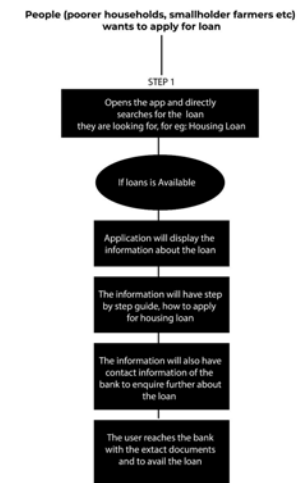 People (poorer households, smallholder farmers etc)
wants to apply for loan
STEP 1
Opens the app and directly
searches for the loan
they are looking for, for eg: Housing Loan
If loans is Available
Application will display the
information about the loan
The information will have step
by step guide, how to apply
for housing loan
The information will also have
contact information of the
bank to enquire further about
the loan
The user reaches the bank
with the extact documents
and to avail the loan